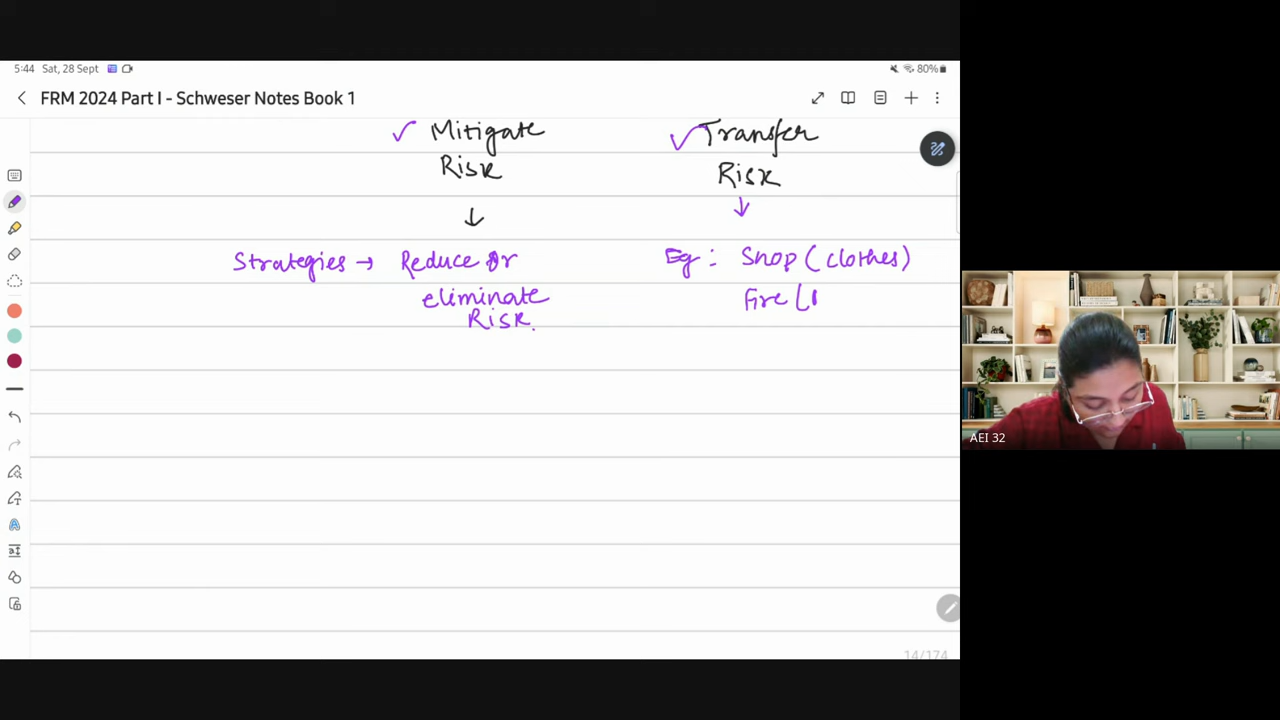 5:44 Sat, 28 Sept
80%
FRM 2024 Part I - Schweser Notes Book 1
✓ Mitigate
Risk
✓ Transfer
Risk
↓
↓
Strategies → Reduce or
eliminate
Risk.
Eg: Shop (clothes)
Fire (
AEI 32
14/174